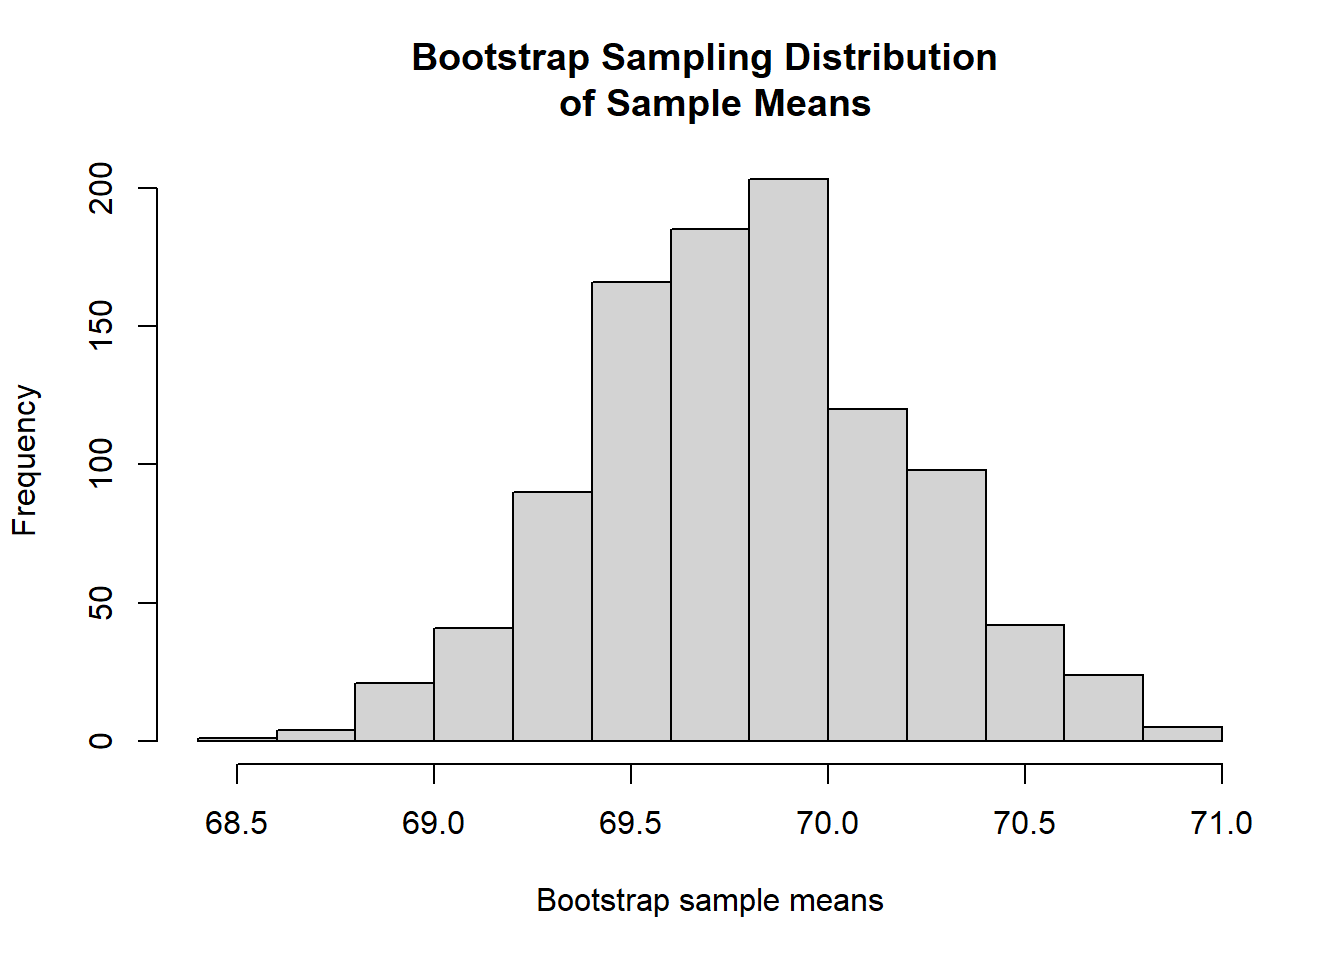 Bootstrap Sampling Distribution
of Sample Means
200
150
100
50
0
Frequency
68.5 69.0 69.5 70.0 70.5 71.0
Bootstrap sample means